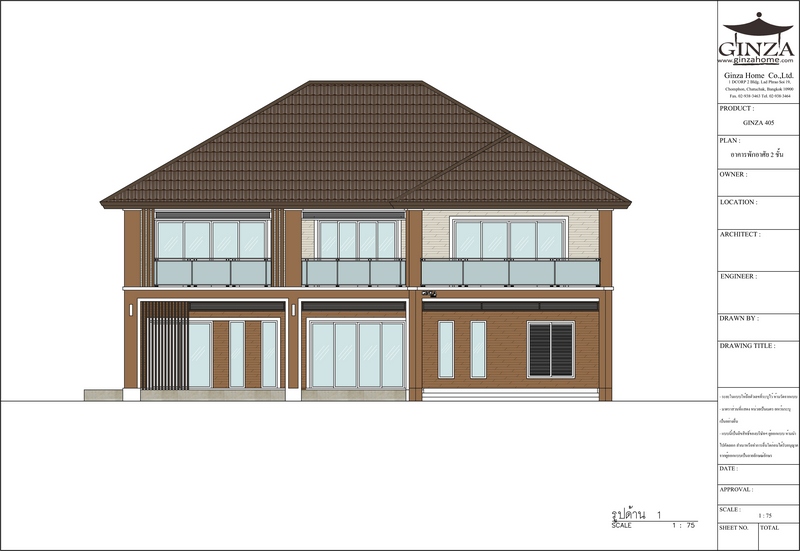 GINZA
www.ginzahome.com
Ginza Home Co.,Ltd.
1 DCORP 2 Bldg. Lad Phrao Soi 19,
Chomphon, Chatuchak, Bangkok 10900
Fax. 02-938-3463 Tel. 02-938-3464
PRODUCT :
GINZA 405
PLAN :
อาคารพักอาศัย 2 ชั้น
OWNER :
LOCATION :
ARCHITECT :
ENGINEER :
DRAWN BY :
DRAWING TITLE :
DATE :
APPROVAL :
SCALE :
1 : 75
SHEET NO. TOTAL
รูปด้าน 1
SCALE 1 : 75